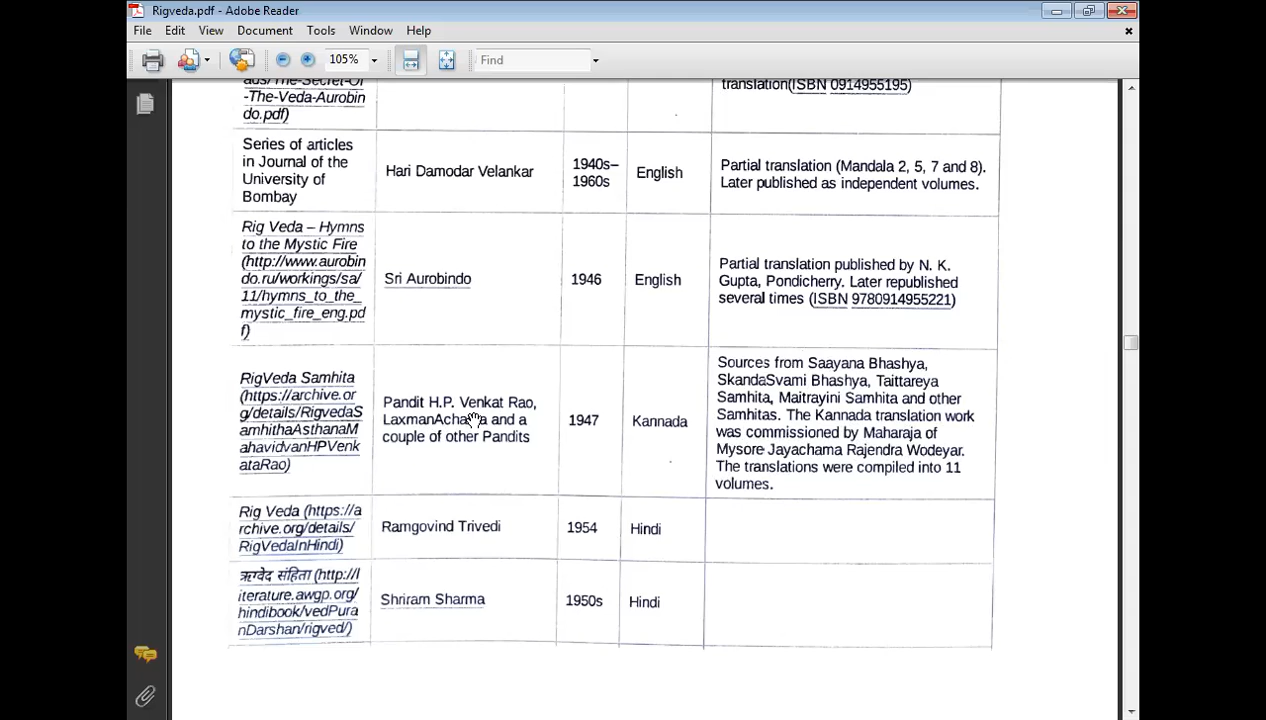 Rigveda.pdf - Adobe Reader
File Edit View Document Tools Window Help
105% Find
-The-Veda-Aurobin
do.pdf)
translation(ISBN 0914955195)
Series of articles
in Journal of the
University of
Bombay
Hari Damodar Velankar
1940s–
1960s
English
Partial translation (Mandala 2, 5, 7 and 8).
Later published as independent volumes.
Rig Veda – Hymns
to the Mystic Fire
(http://www.aurobin
do.ru/workings/sa/
11/hymns_to_the_
mystic_fire_eng.pd
f)
Sri Aurobindo
1946
English
Partial translation published by N. K.
Gupta, Pondicherry. Later republished
several times (ISBN 9780914955221)
RigVeda Samhita
(https://archive.or
g/details/RigvedaS
amhithaAsthanaM
ahavidvanHPVenk
ataRao)
Pandit H.P. Venkat Rao,
and a
couple of other Pandits
1947
Kannada
Sources from Saayana Bhashya,
SkandaSvami Bhashya, Taittareya
Samhita, Maitrayini Samhita and other
Samhitas. The Kannada translation work
was commissioned by Maharaja of
Mysore Jayachama Rajendra Wodeyar.
The translations were compiled into 11
volumes.
Rig Veda (https://a
rchive.org/details/
RigVedaInHindi)
Ramgovind Trivedi
1954
Hindi
ऋग्वेद संहिता (http://l
iterature.awgp.org/
hindibook/vedPura
nDarshan/rigved/)
Shriram Sharma
1950s
Hindi